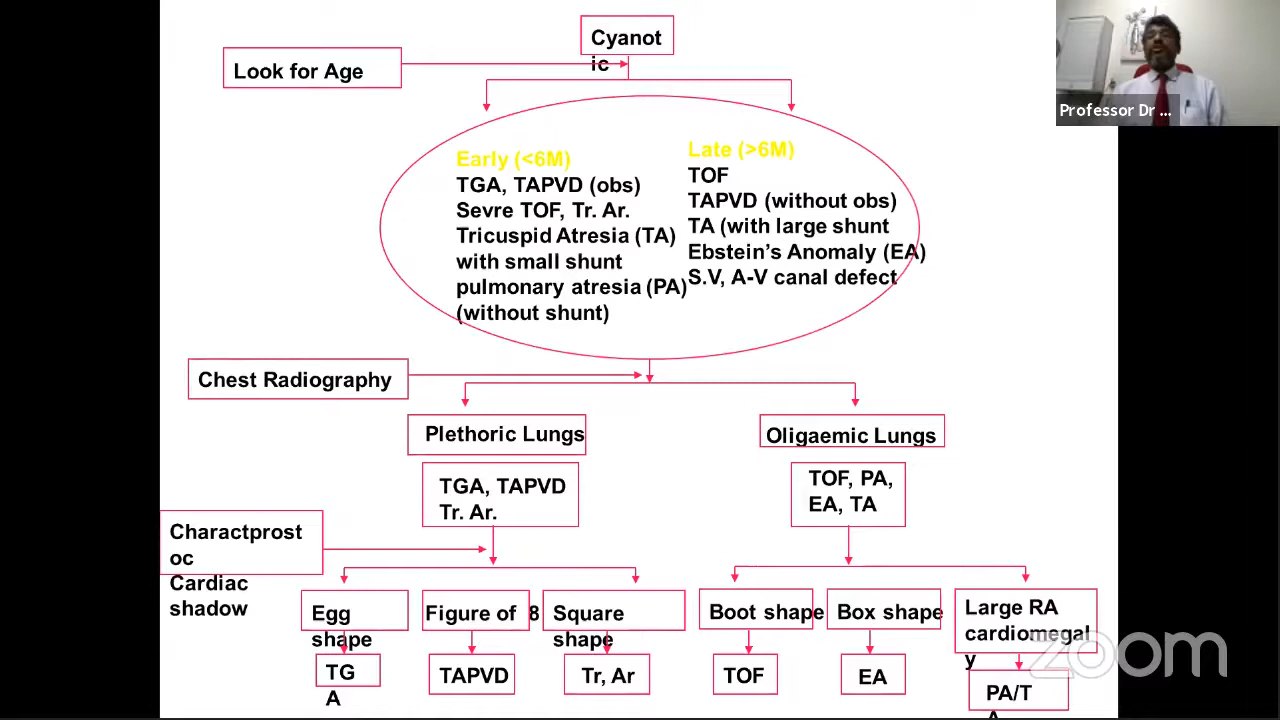 Cyanot
ic
Look for Age
Professor Dr ...
Early (<6M)
TGA, TAPVD (obs)
Sevre TOF, Tr. Ar.
Tricuspid Atresia (TA)
with small shunt
pulmonary atresia (PA)
(without shunt)
Late (>6M)
TOF
TAPVD (without obs)
TA (with large shunt
Ebstein's Anomaly (EA)
S.V, A-V canal defect
Chest Radiography
Plethoric Lungs
Oligaemic Lungs
TGA, TAPVD
Tr. Ar.
TOF, PA,
EA, TA
Charactprost
oc
Cardiac
shadow
Egg
shape
Figure of 8
Square
shape
Boot shape
Box shape
Large RA
cardiomegal
y
TG
A
TAPVD
Tr, Ar
TOF
EA
PA/T
A
zoom